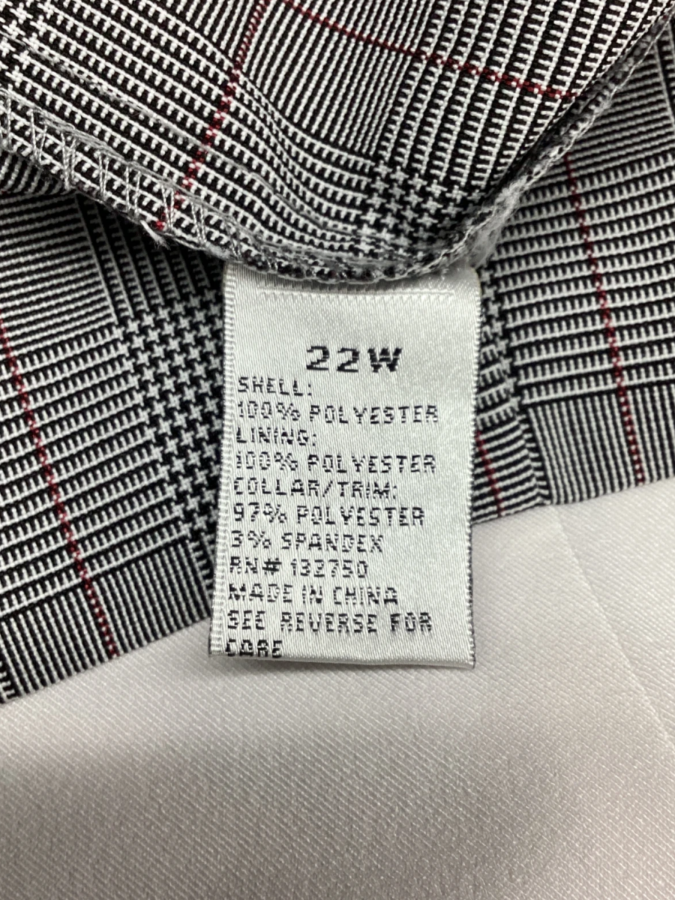 22W
SHELL:
100% POLYESTER
LINING:
100% POLYESTER
COLLAR/TRIM:
97% POLYESTER
3% SPANDEX
RN# 132750
MADE IN CHINA
SEE REVERSE FOR
CARE